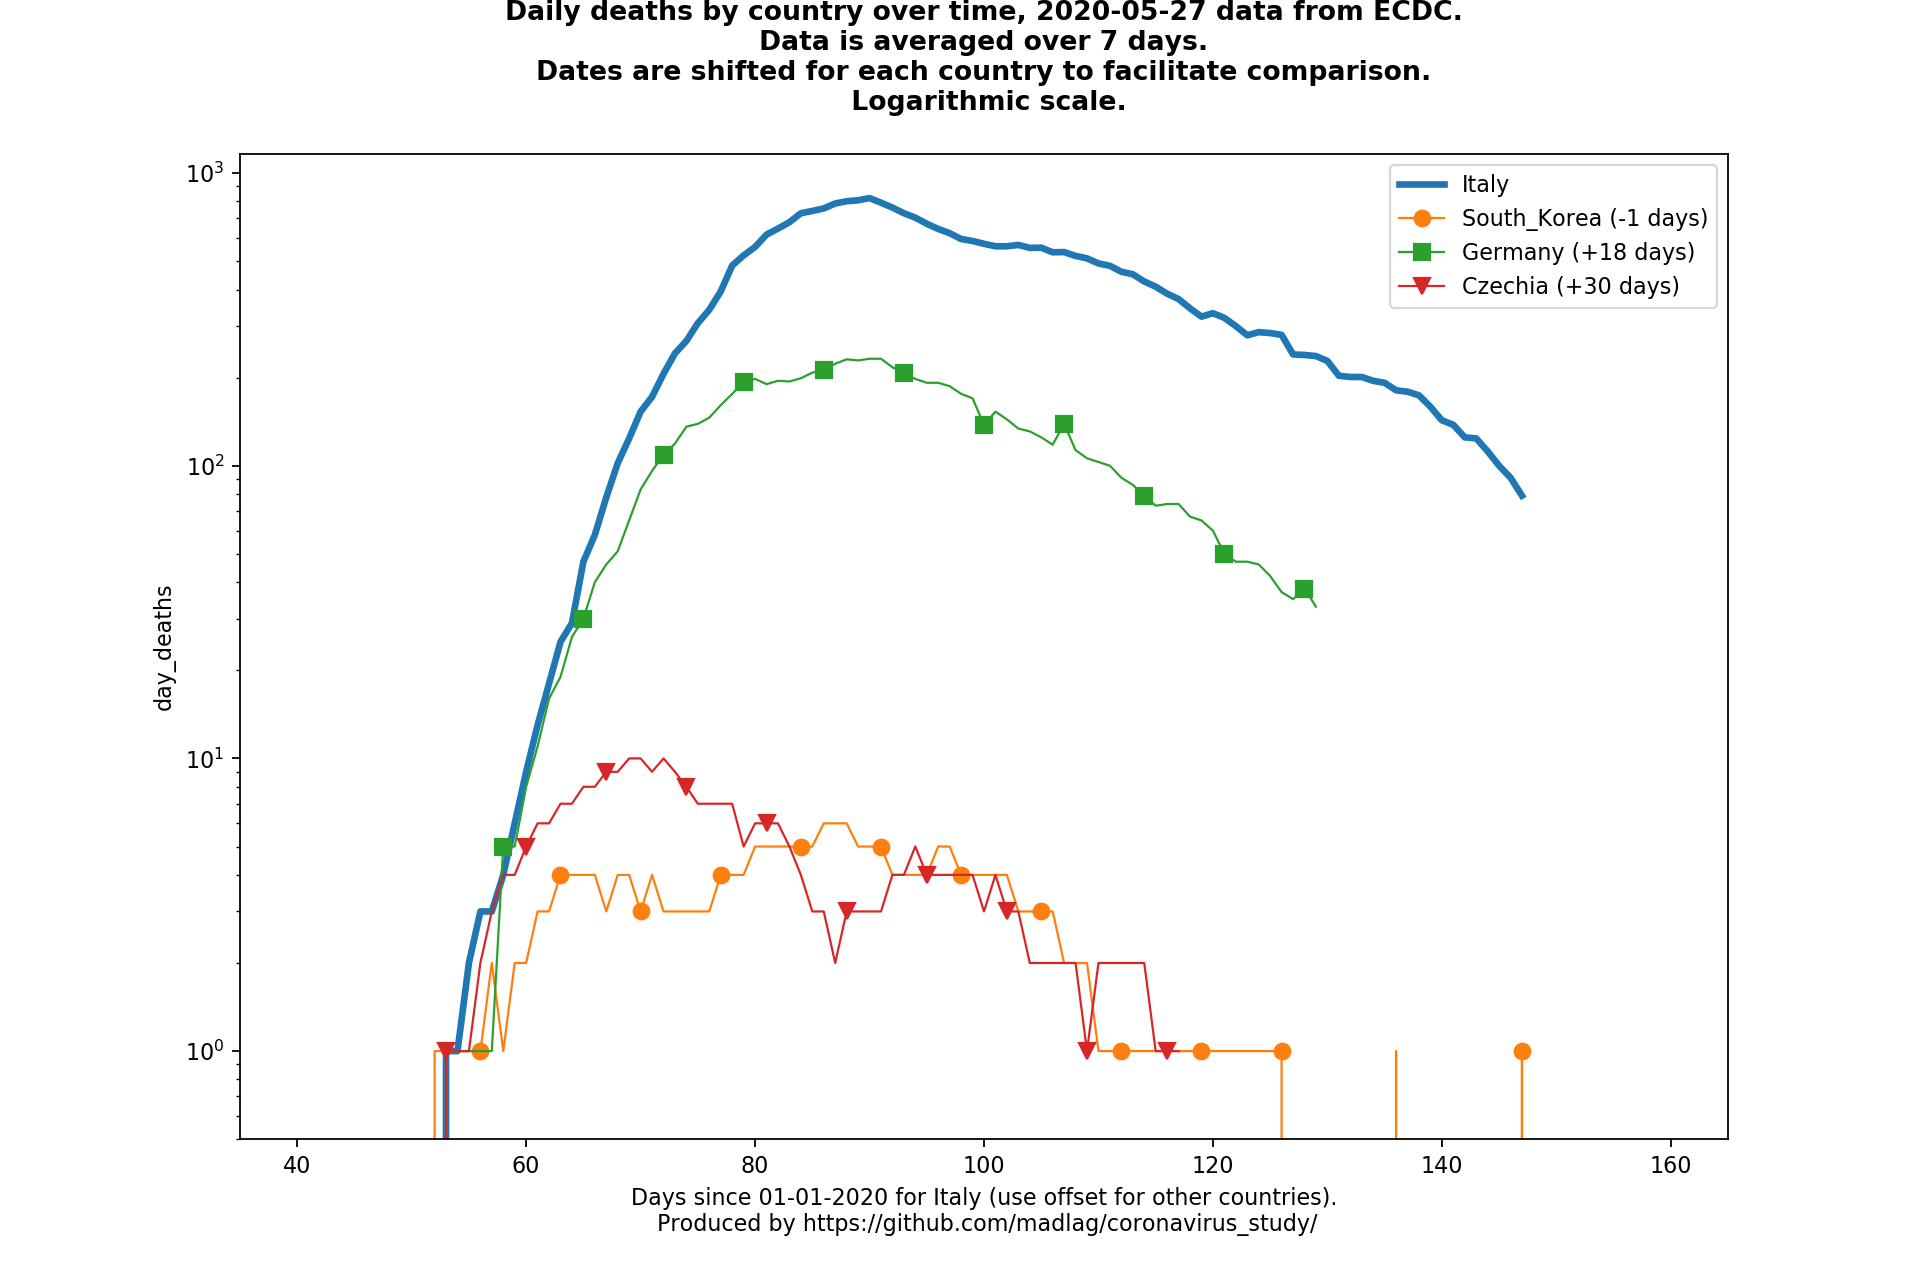 Daily deaths by country over time, 2020-05-27 data from ECDC.
Data is averaged over 7 days.
Dates are shifted for each country to facilitate comparison.
Logarithmic scale.
10³
10²
10¹
10⁰
day_deaths
Italy
South_Korea (-1 days)
Germany (+18 days)
Czechia (+30 days)
40 60 80 100 120 140 160
Days since 01-01-2020 for Italy (use offset for other countries).
Produced by https://github.com/madlag/coronavirus_study/